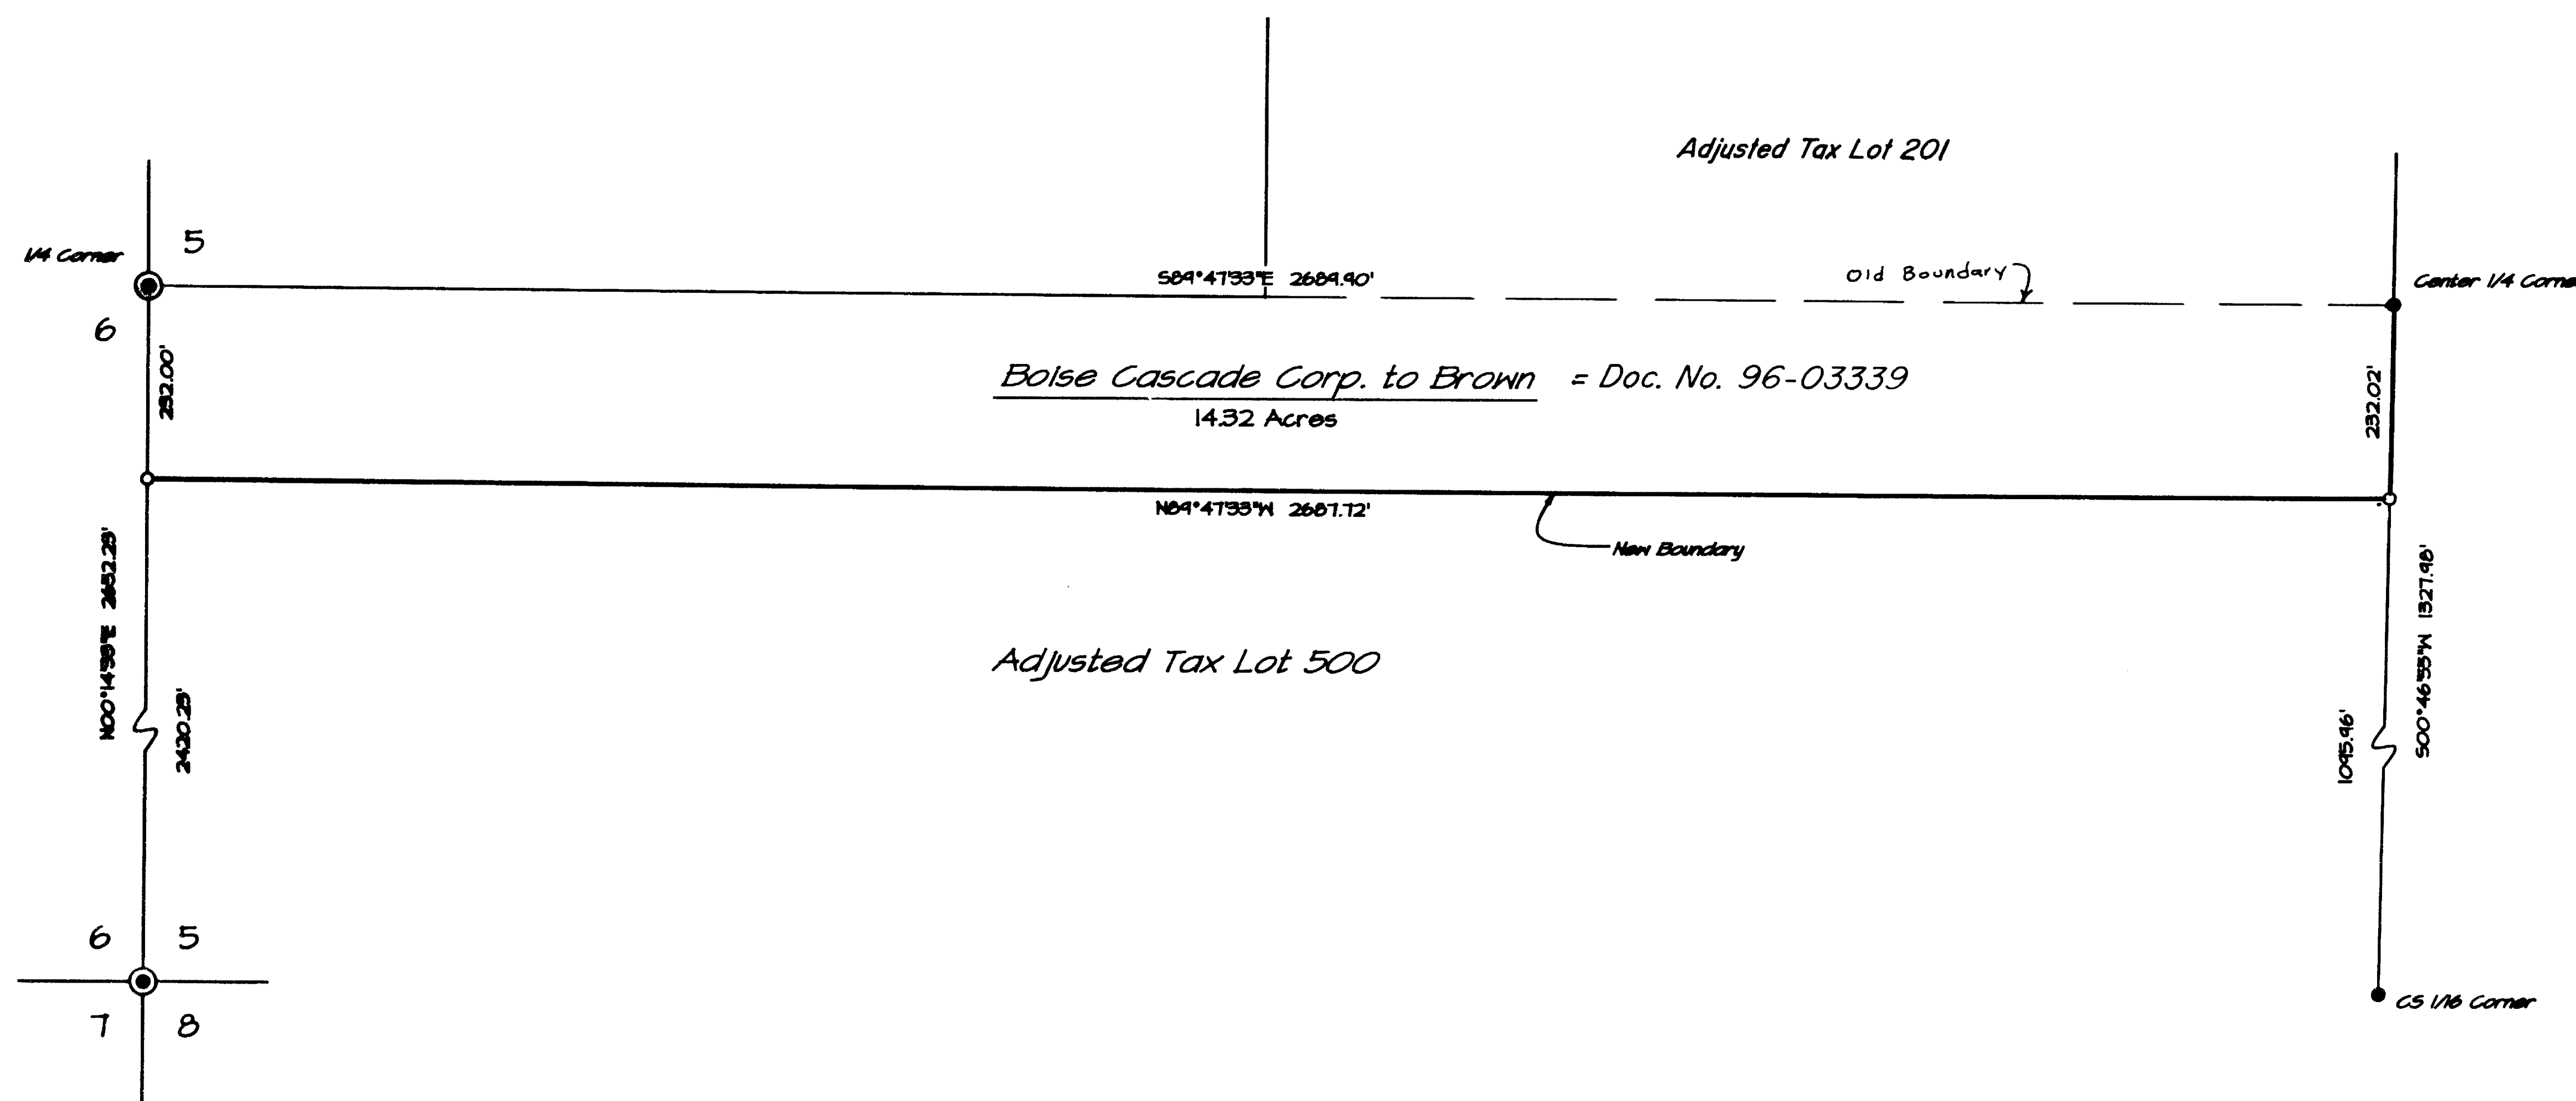 Adjusted Tax Lot 201
5
1/4 Corner
S89°47'33"E 2689.90'
Old Boundary
Center 1/4 Corne
6
232.00'
Boise Cascade Corp. to Brown = Doc. No. 96-03339
14.32 Acres
232.02'
N89°47'33"W 2687.72'
New Boundary
N00°14'38"E 2652.25'
2420.25'
Adjusted Tax Lot 500
S00°46'55"W 1327.98'
1095.96'
6 5
7 8
CS 1/16 Corner